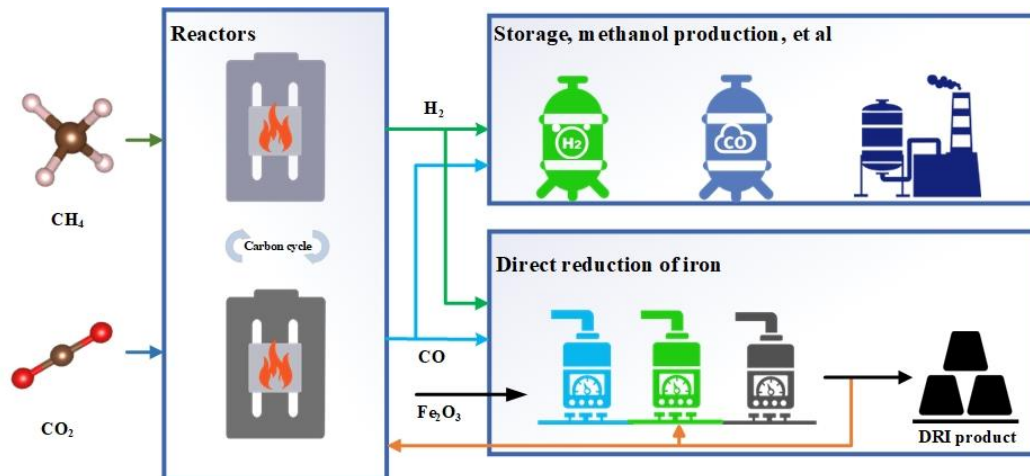 Reactors
Storage, methanol production, et al
H₂
H2
CO
CH₄
Carbon cycle
Direct reduction of iron
CO
Fe₂O₃
CO₂
DRI product